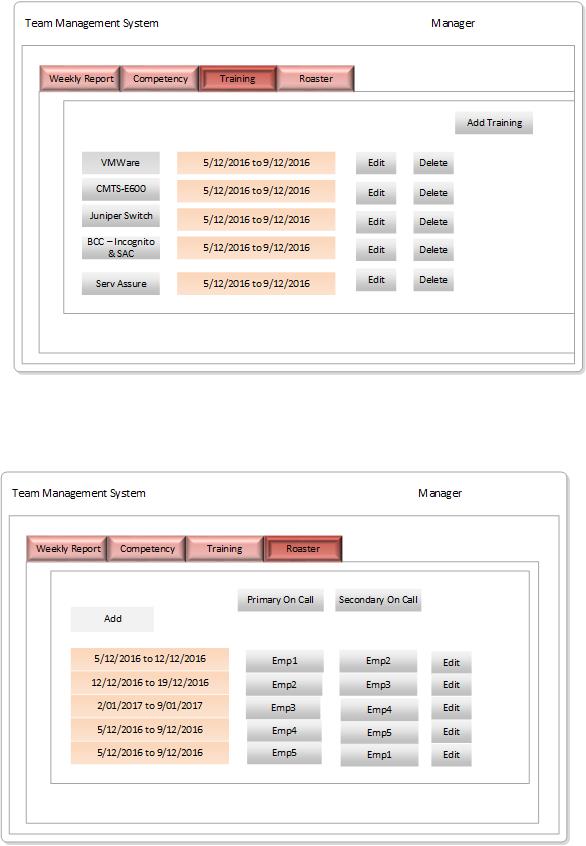 Team Management System Manager
Weekly Report Competency Training Roaster
Add Training
VMWare 5/12/2016 to 9/12/2016 Edit Delete
CMTS-E600 5/12/2016 to 9/12/2016 Edit Delete
Juniper Switch 5/12/2016 to 9/12/2016 Edit Delete
BCC – Incognito
& SAC 5/12/2016 to 9/12/2016 Edit Delete
Serv Assure 5/12/2016 to 9/12/2016 Edit Delete
Team Management System Manager
Weekly Report Competency Training Roaster
Primary On Call Secondary On Call
Add
5/12/2016 to 12/12/2016 Emp1 Emp2 Edit
12/12/2016 to 19/12/2016 Emp2 Emp3 Edit
2/01/2017 to 9/01/2017 Emp3 Emp4 Edit
5/12/2016 to 9/12/2016 Emp4 Emp5 Edit
5/12/2016 to 9/12/2016 Emp5 Emp1 Edit